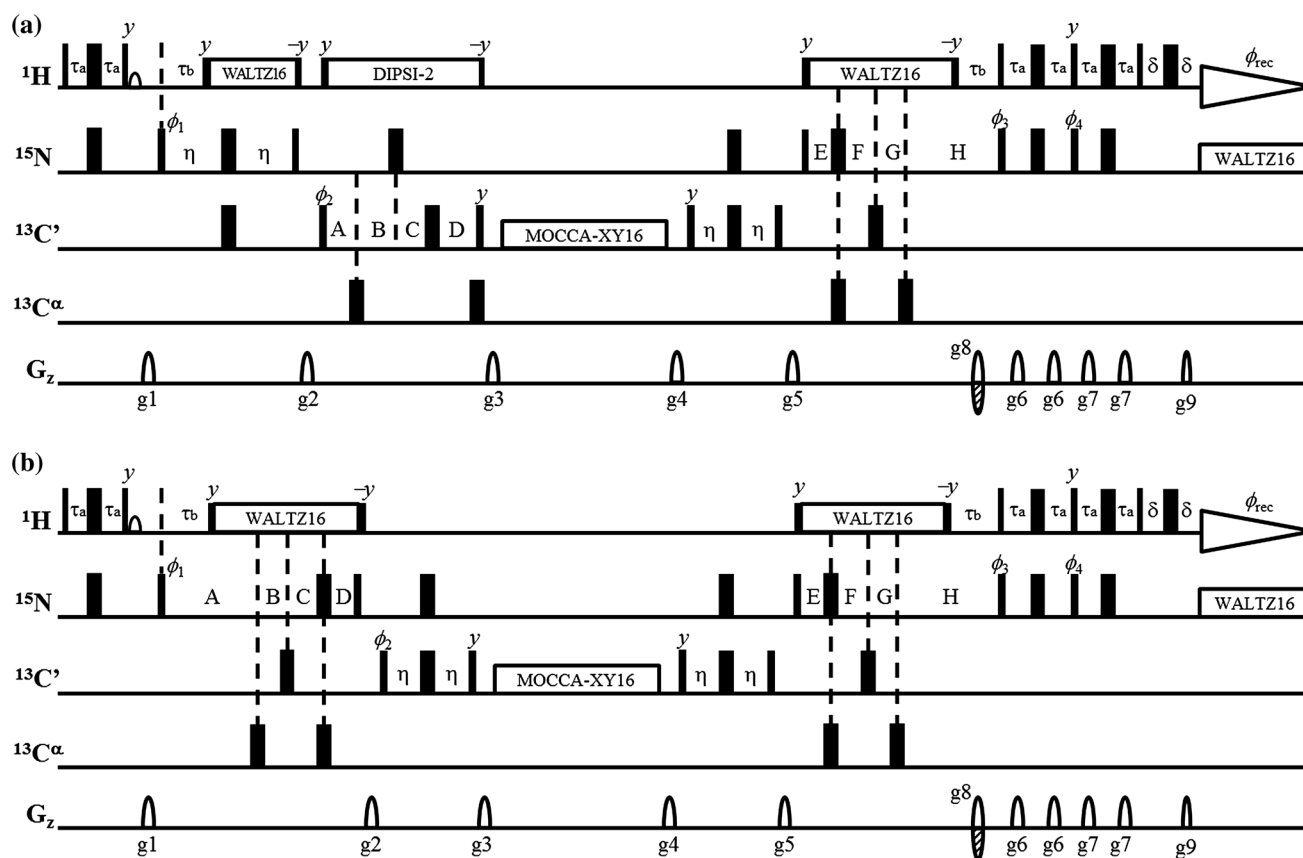 (a)
y y −y y −y y −y y
¹H τa τa τb WALTZ16 DIPSI-2 WALTZ16 τb τa τa τa τa δ δ ϕrec
¹⁵N ϕ1 η η E F G H ϕ3 ϕ4 WALTZ16
¹³C’ ϕ2 A B C D y MOCCA-XY16 y η η
¹³Cα
Gz g1 g2 g3 g4 g5 g8 g6 g6 g7 g7 g9
(b)
y y −y y −y y
¹H τa τa τb WALTZ16 WALTZ16 τb τa τa τa τa δ δ ϕrec
¹⁵N ϕ1 A B C D E F G H ϕ3 ϕ4 WALTZ16
¹³C’ ϕ2 η η y MOCCA-XY16 y η η
¹³Cα
Gz g1 g2 g3 g4 g5 g8 g6 g6 g7 g7 g9